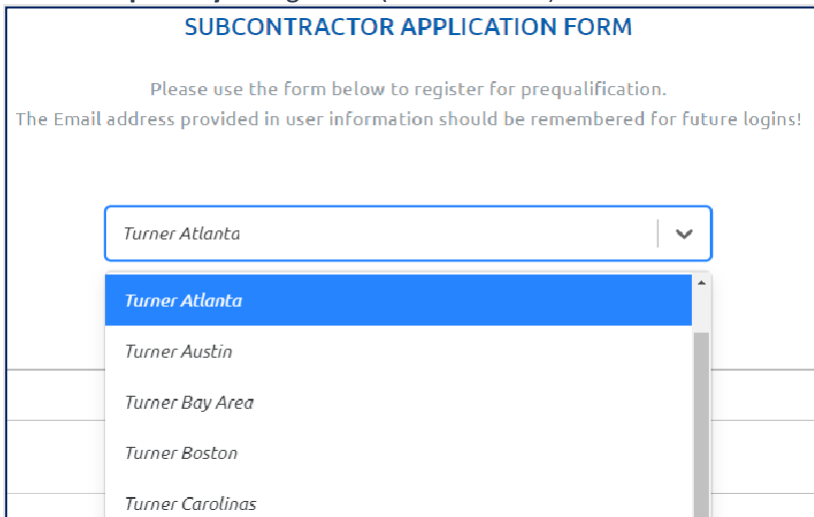 SUBCONTRACTOR APPLICATION FORM
Please use the form below to register for prequalification.
The Email address provided in user information should be remembered for future logins!
Turner Atlanta
Turner Atlanta
Turner Austin
Turner Bay Area
Turner Boston
Turner Carolinas